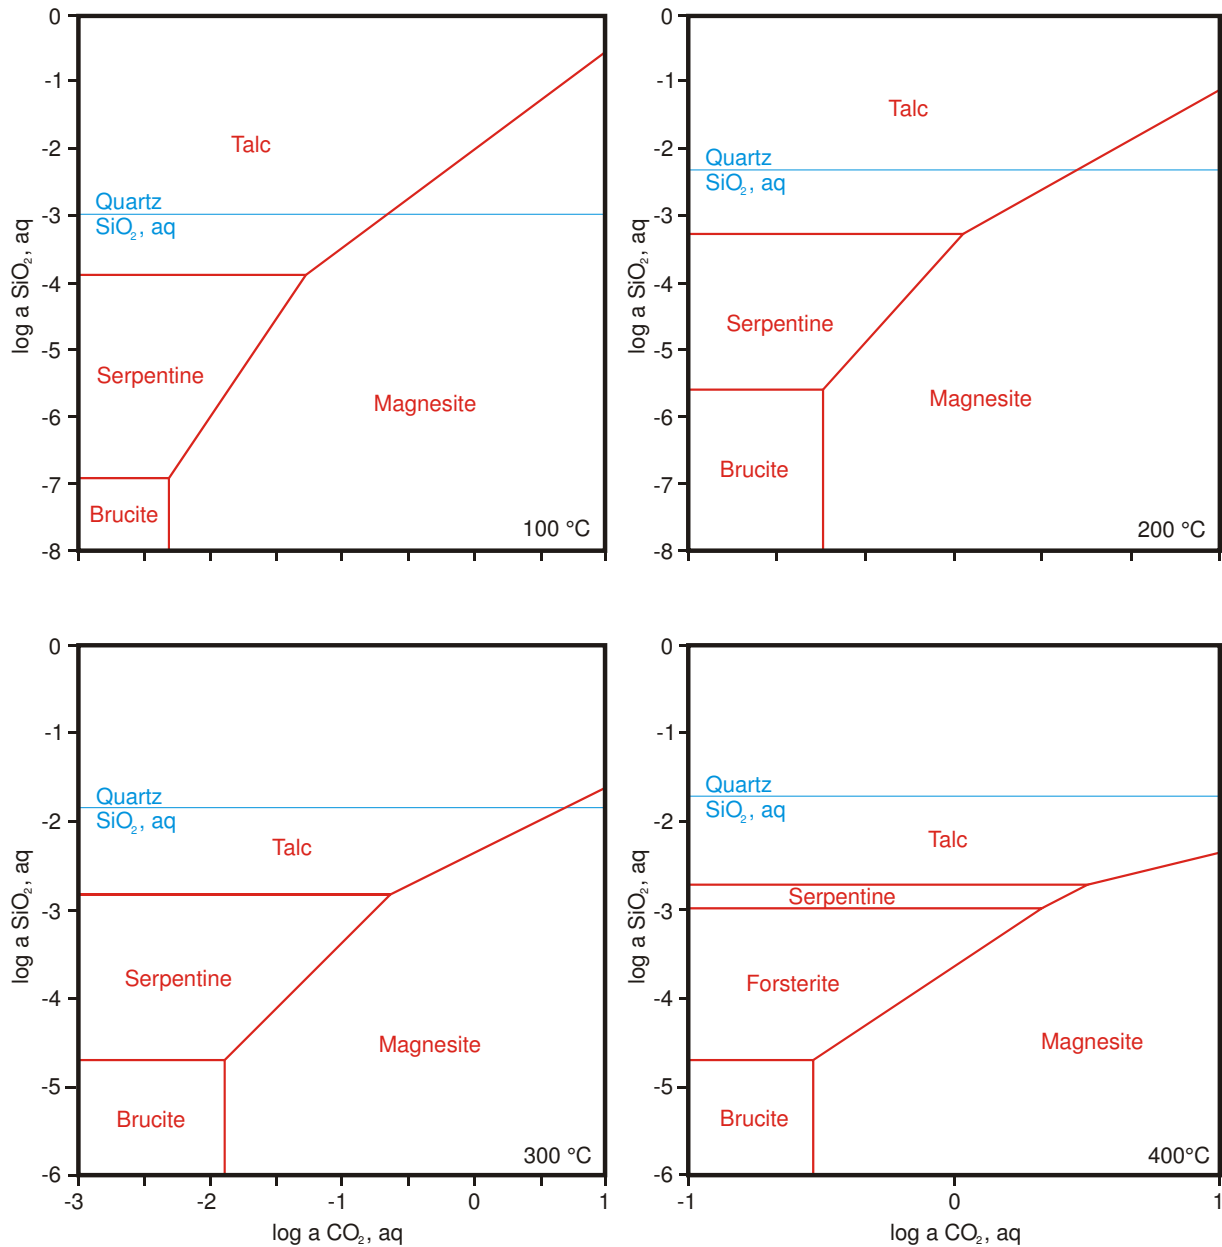 0
-1
-2
-3
-4
-5
-6
-7
-8
log a SiO₂, aq
Talc
Quartz
SiO₂, aq
Serpentine
Magnesite
Brucite
100 °C
0
-1
-2
-3
-4
-5
-6
-7
-8
log a SiO₂, aq
Talc
Quartz
SiO₂, aq
Serpentine
Magnesite
Brucite
200 °C
0
-1
-2
-3
-4
-5
-6
log a SiO₂, aq
Quartz
SiO₂, aq
Talc
Serpentine
Magnesite
Brucite
300 °C
-3 -2 -1 0 1
log a CO₂, aq
0
-1
-2
-3
-4
-5
-6
log a SiO₂, aq
Quartz
SiO₂, aq
Talc
Serpentine
Forsterite
Magnesite
Brucite
400°C
-1 0 1
log a CO₂, aq